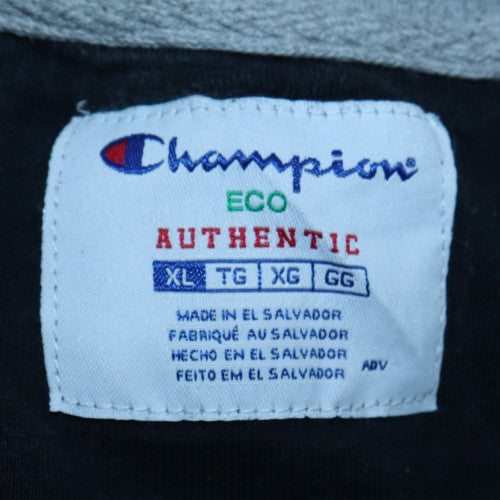 Champion
ECO
AUTHENTIC
XL TG XG GG
MADE IN EL SALVADOR
FABRIQUÉ AU SALVADOR
HECHO EN EL SALVADOR
FEITO EM EL SALVADOR ADV